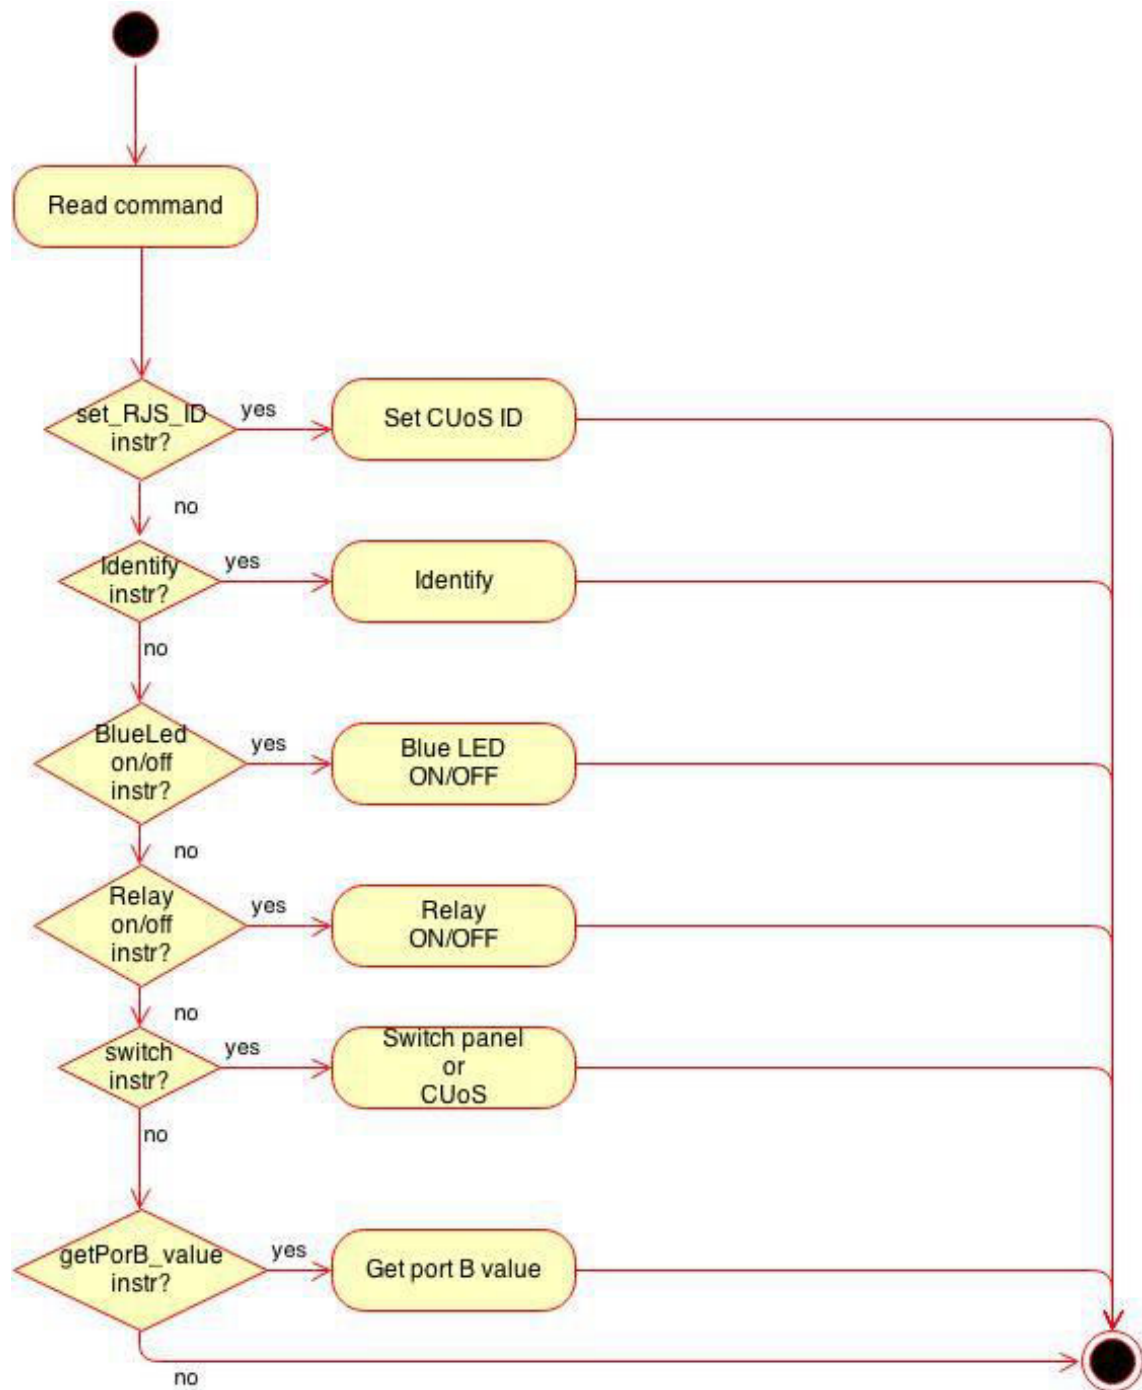 Read command
set_RJS_ID
instr?
yes
Set CUoS ID
no
Identify
instr?
yes
Identify
no
BlueLed
on/off
instr?
yes
Blue LED
ON/OFF
no
Relay
on/off
instr?
yes
Relay
ON/OFF
no
switch
instr?
yes
Switch panel
or
CUoS
no
getPorB_value
instr?
yes
Get port B value
no